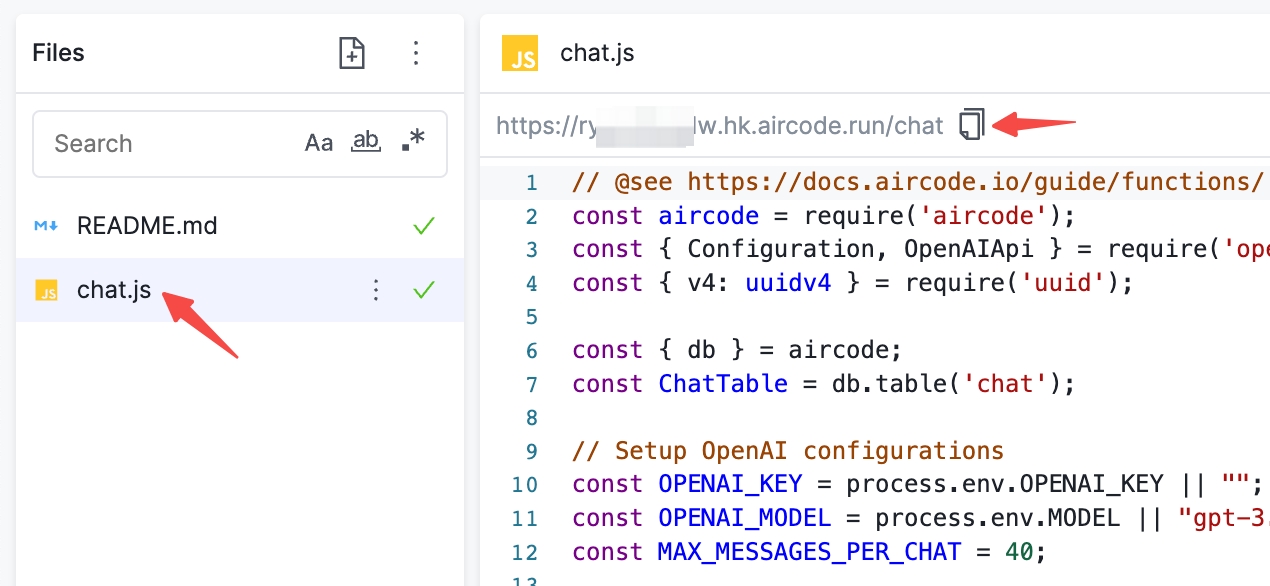 Files
Search
Aa
ab
.*
README.md
JS
chat.js
JS
chat.js
https://ry lw.hk.aircode.run/chat
1 // @see https://docs.aircode.io/guide/functions/
2 const aircode = require('aircode');
3 const { Configuration, OpenAIApi } = require('ope
4 const { v4: uuidv4 } = require('uuid');
5
6 const { db } = aircode;
7 const ChatTable = db.table('chat');
8
9 // Setup OpenAI configurations
10 const OPENAI_KEY = process.env.OPENAI_KEY || "";
11 const OPENAI_MODEL = process.env.MODEL || "gpt-3.
12 const MAX_MESSAGES_PER_CHAT = 40;
13